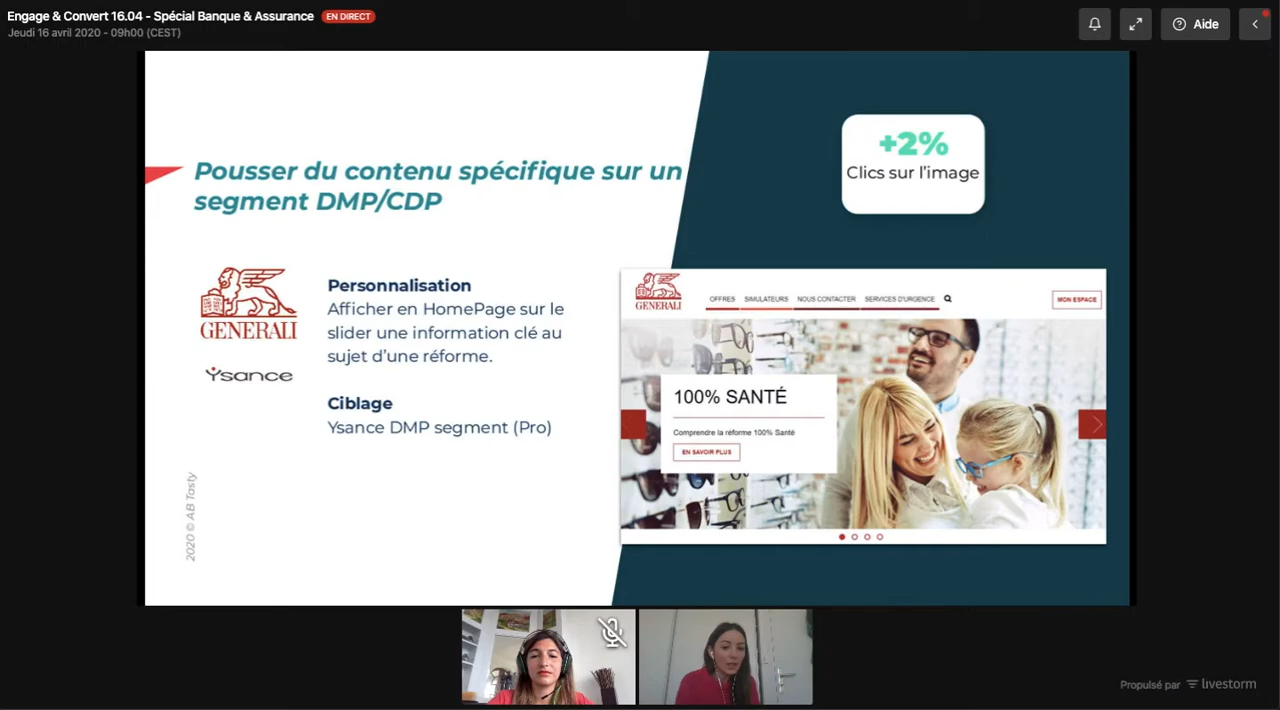 Engage & Convert 16.04 - Spécial Banque & Assurance EN DIRECT
Jeudi 16 avril 2020 - 09h00 (CEST)
Aide
Pousser du contenu spécifique sur un
segment DMP/CDP
+2%
Clics sur l'image
GENERALI
Ysance
Personnalisation
Afficher en HomePage sur le
slider une information clé au
sujet d'une réforme.
Ciblage
Ysance DMP segment (Pro)
2020 © AB Tasty
GENERALI
OFFRES SIMULATEURS NOUS CONTACTER SERVICES D'URGENCE
MON ESPACE
100% SANTÉ
Comprendre la réforme 100% Santé
EN SAVOIR PLUS
Propulsé par livestorm